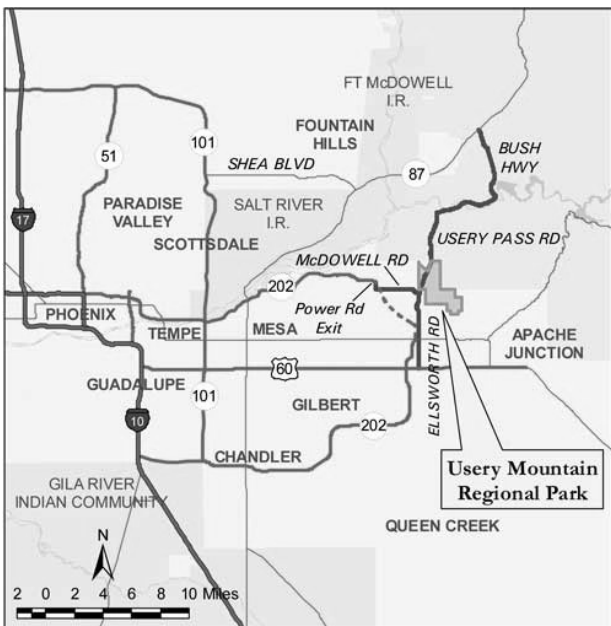 FT McDOWELL
I.R.
FOUNTAIN
HILLS
BUSH
HWY
101
51
SHEA BLVD
87
PARADISE
VALLEY
SALT RIVER
I.R.
17
SCOTTSDALE
USERY PASS RD
McDOWELL RD
202
PHOENIX
Power Rd
Exit
TEMPE
MESA
APACHE
JUNCTION
ELLSWORTH RD
60
GUADALUPE
101
GILBERT
10
202
CHANDLER
Usery Mountain
Regional Park
GILA RIVER
INDIAN COMMUNITY
QUEEN CREEK
N
2 0 2 4 6 8 10 Miles